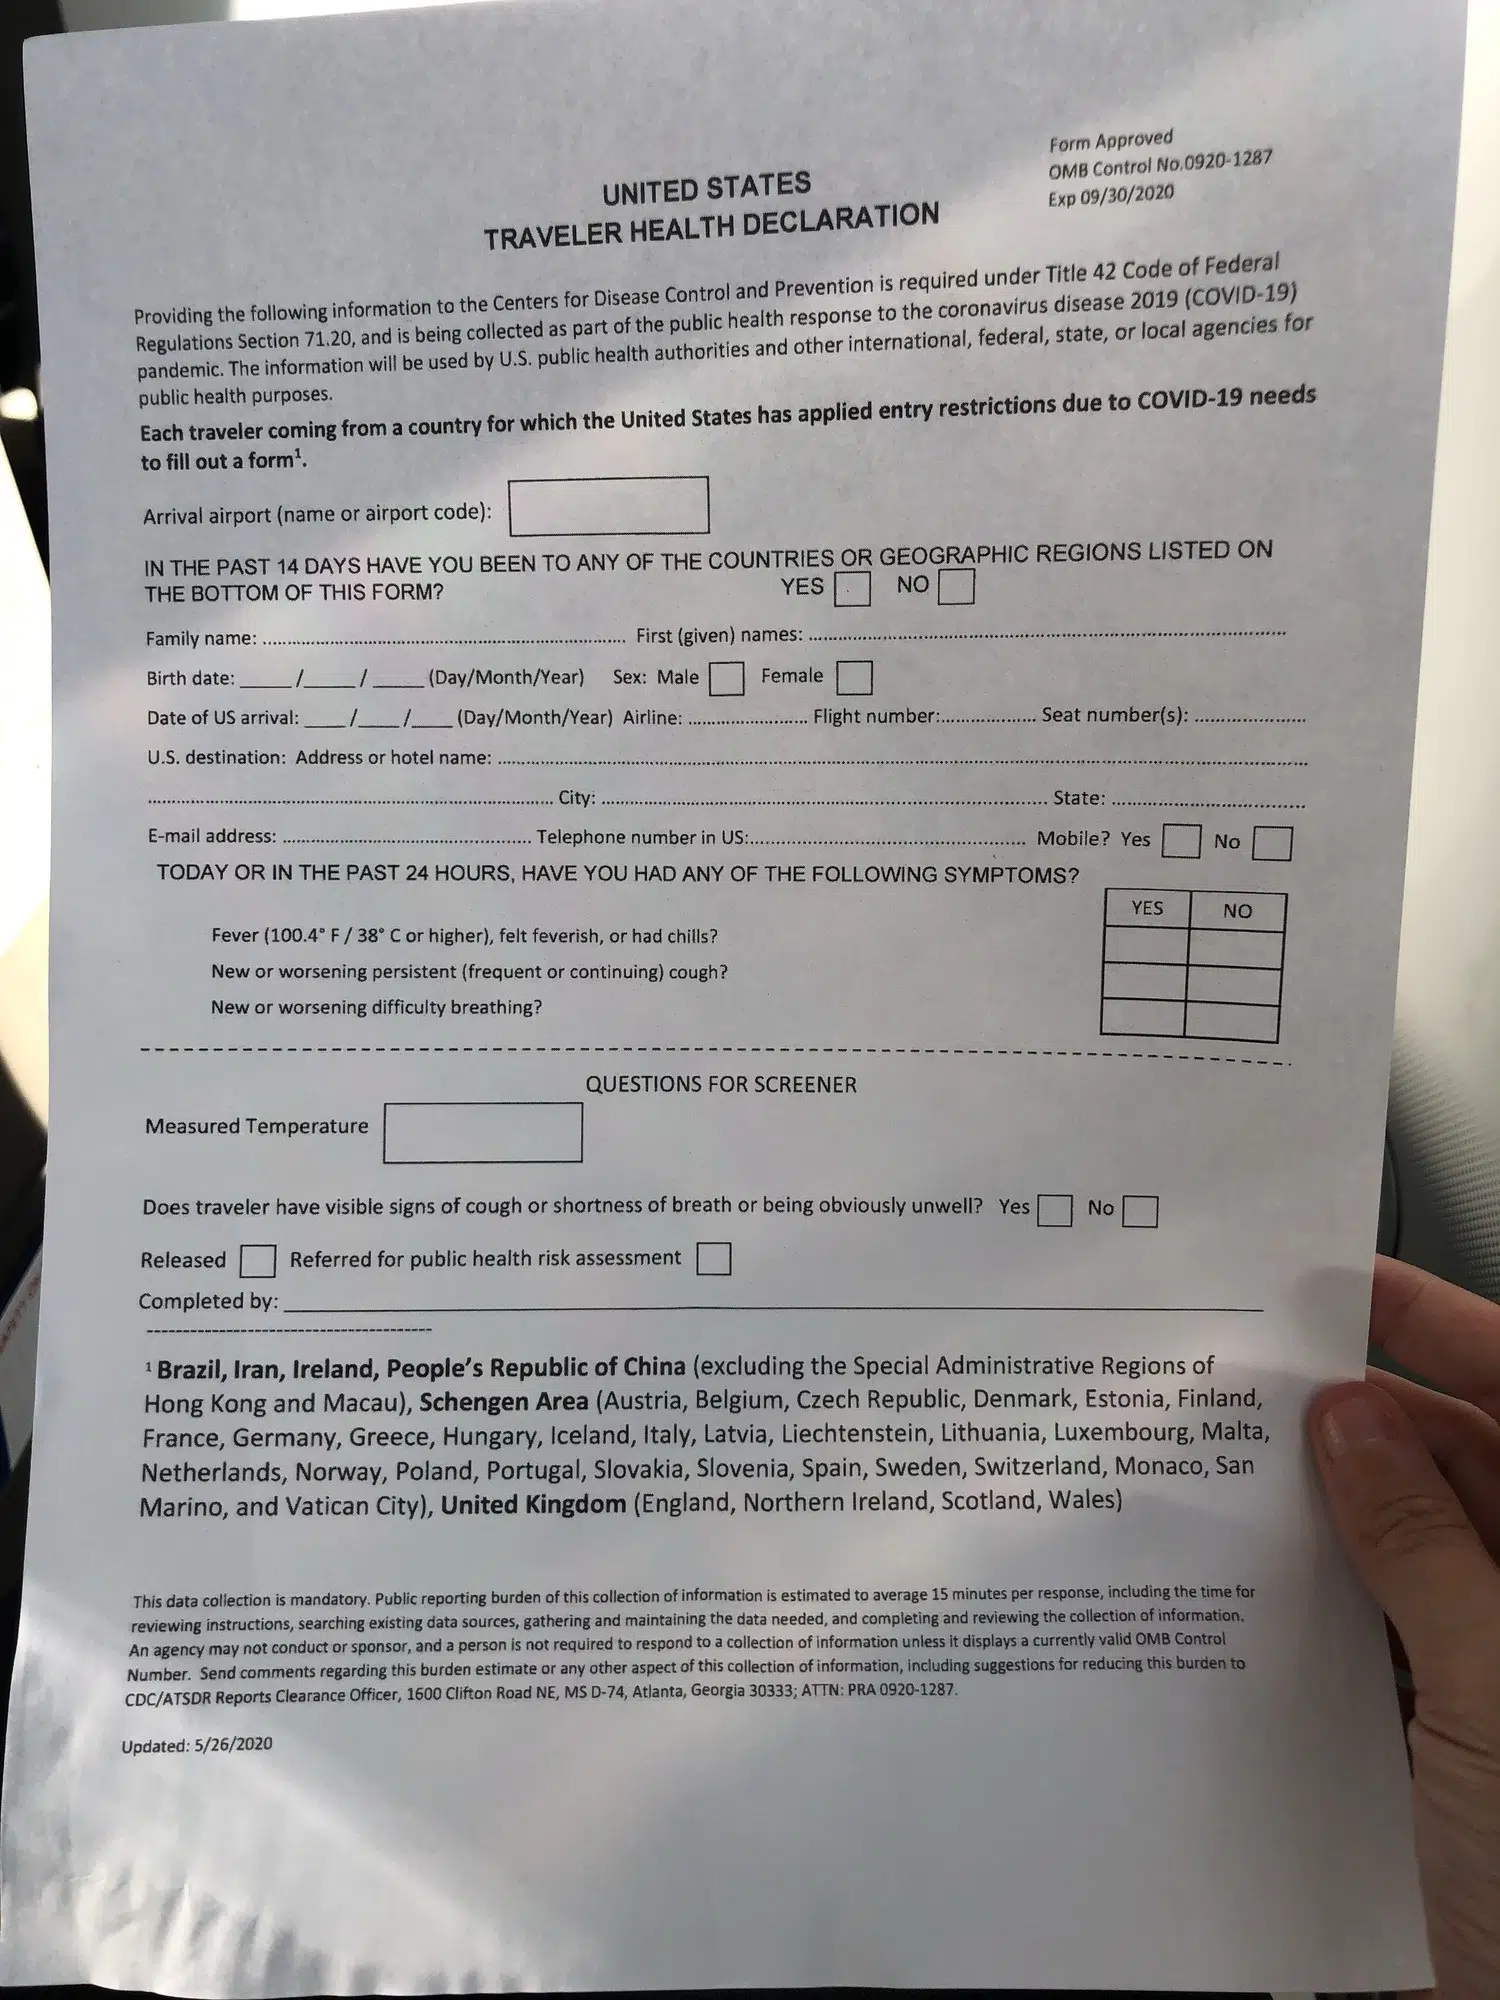 Form Approved
OMB Control No.0920-1287
Exp 09/30/2020
UNITED STATES
TRAVELER HEALTH DECLARATION
Providing the following information to the Centers for Disease Control and Prevention is required under Title 42 Code of Federal
Regulations Section 71.20, and is being collected as part of the public health response to the coronavirus disease 2019 (COVID-19)
pandemic. The information will be used by U.S. public health authorities and other international, federal, state, or local agencies for
public health purposes.
Each traveler coming from a country for which the United States has applied entry restrictions due to COVID-19 needs
to fill out a form¹.
Arrival airport (name or airport code):
IN THE PAST 14 DAYS HAVE YOU BEEN TO ANY OF THE COUNTRIES OR GEOGRAPHIC REGIONS LISTED ON
THE BOTTOM OF THIS FORM? YES NO
Family name: ........................................ First (given) names: ........................................
Birth date: _____ /_____ / _____ (Day/Month/Year) Sex: Male Female
Date of US arrival: ____ /____ /____ (Day/Month/Year) Airline: ........................ Flight number:.................... Seat number(s): ......................
U.S. destination: Address or hotel name: ........................................
........................................ City: ........................................ State: ........................................
E-mail address: ........................................ Telephone number in US:........................................ Mobile? Yes No
TODAY OR IN THE PAST 24 HOURS, HAVE YOU HAD ANY OF THE FOLLOWING SYMPTOMS?
YES NO
Fever (100.4° F / 38° C or higher), felt feverish, or had chills?
New or worsening persistent (frequent or continuing) cough?
New or worsening difficulty breathing?
QUESTIONS FOR SCREENER
Measured Temperature
Does traveler have visible signs of cough or shortness of breath or being obviously unwell? Yes No
Released Referred for public health risk assessment
Completed by: ________________________________________
¹ Brazil, Iran, Ireland, People's Republic of China (excluding the Special Administrative Regions of
Hong Kong and Macau), Schengen Area (Austria, Belgium, Czech Republic, Denmark, Estonia, Finland,
France, Germany, Greece, Hungary, Iceland, Italy, Latvia, Liechtenstein, Lithuania, Luxembourg, Malta,
Netherlands, Norway, Poland, Portugal, Slovakia, Slovenia, Spain, Sweden, Switzerland, Monaco, San
Marino, and Vatican City), United Kingdom (England, Northern Ireland, Scotland, Wales)
This data collection is mandatory. Public reporting burden of this collection of information is estimated to average 15 minutes per response, including the time for
reviewing instructions, searching existing data sources, gathering and maintaining the data needed, and completing and reviewing the collection of information.
An agency may not conduct or sponsor, and a person is not required to respond to a collection of information unless it displays a currently valid OMB Control
Number. Send comments regarding this burden estimate or any other aspect of this collection of information, including suggestions for reducing this burden to
CDC/ATSDR Reports Clearance Officer, 1600 Clifton Road NE, MS D-74, Atlanta, Georgia 30333; ATTN: PRA 0920-1287.
Updated: 5/26/2020